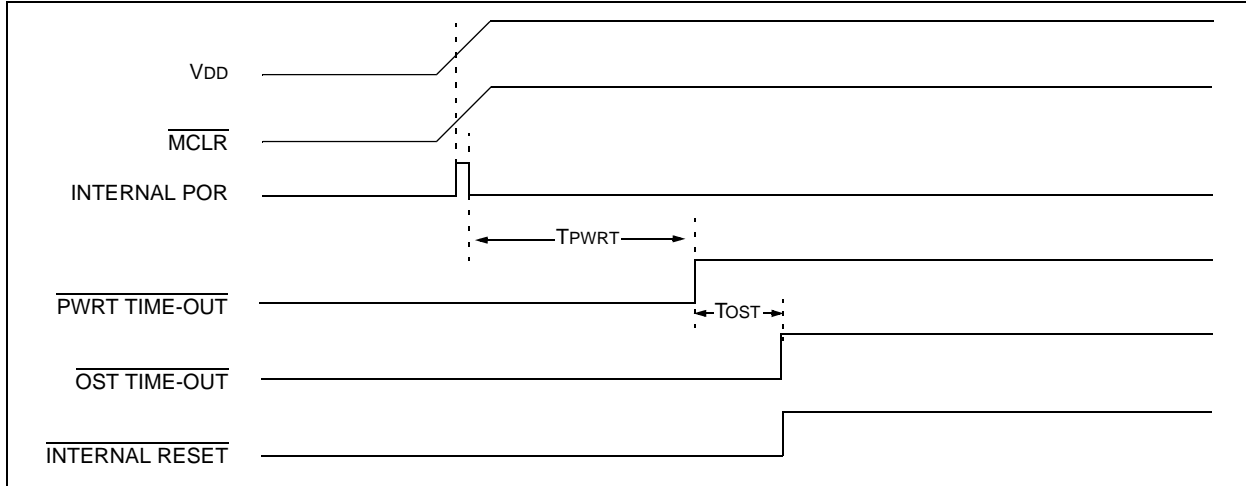 VDD
MCLR
INTERNAL POR
TPWRT
PWRT TIME-OUT
TOST
OST TIME-OUT
INTERNAL RESET